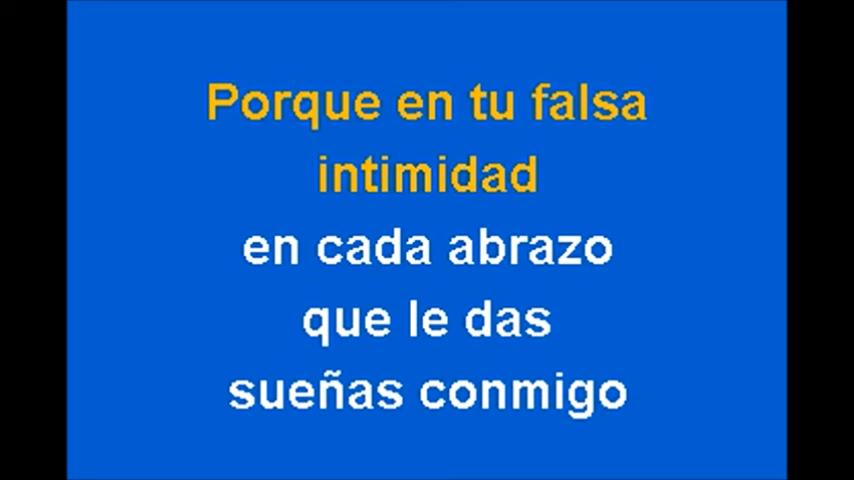 Porque en tu falsa
intimidad
en cada abrazo
que le das
sueñas conmigo